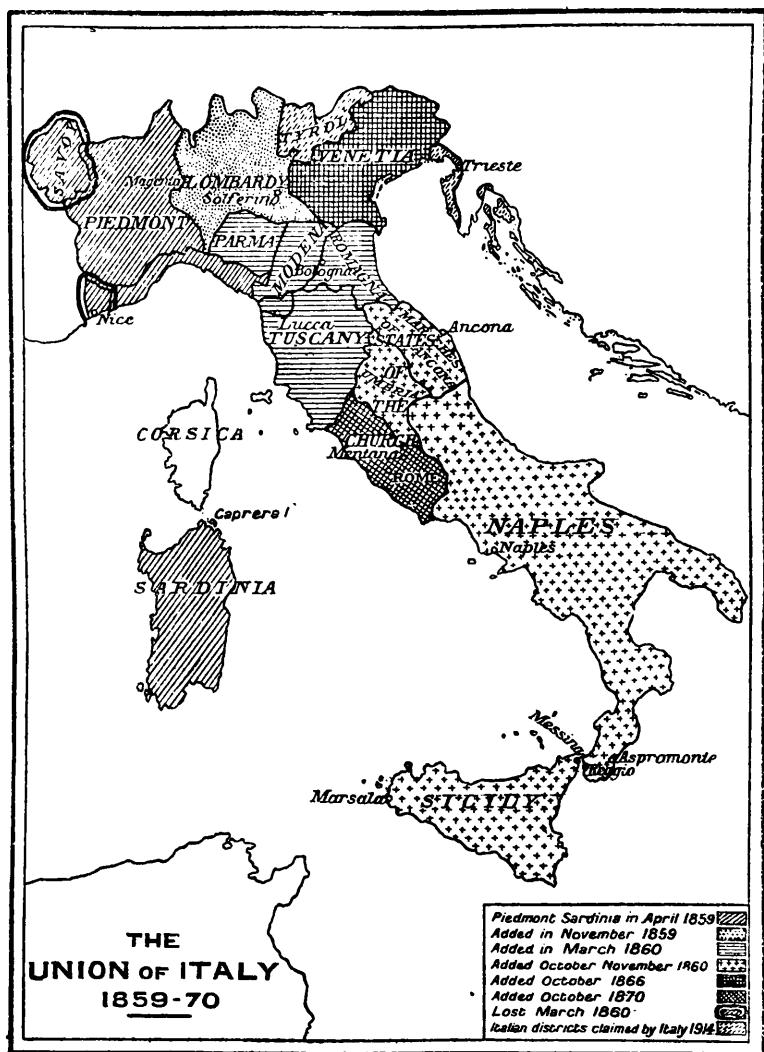 SAVOY
TYROL
VENETIA
Trieste
Magenta
LOMBARDY
Solferino
PIEDMONT
PARMA
MODENA
Bologna
ROMAGNA
Nice
Lucca
TUSCANY
STATES
OF
THE
CHURCH
MARCHES
OF
ANCONA
Ancona
UMBRIA
Mentana
ROME
CORSICA
Caprera I
SARDINIA
NAPLES
Naples
Messina
Aspromonte
Reggio
Marsala
SICILY
THE
UNION OF ITALY
1859-70
Piedmont Sardinia in April 1859
Added in November 1859
Added in March 1860
Added October November 1860
Added October 1866
Added October 1870
Lost March 1860
Italian districts claimed by Italy 1914